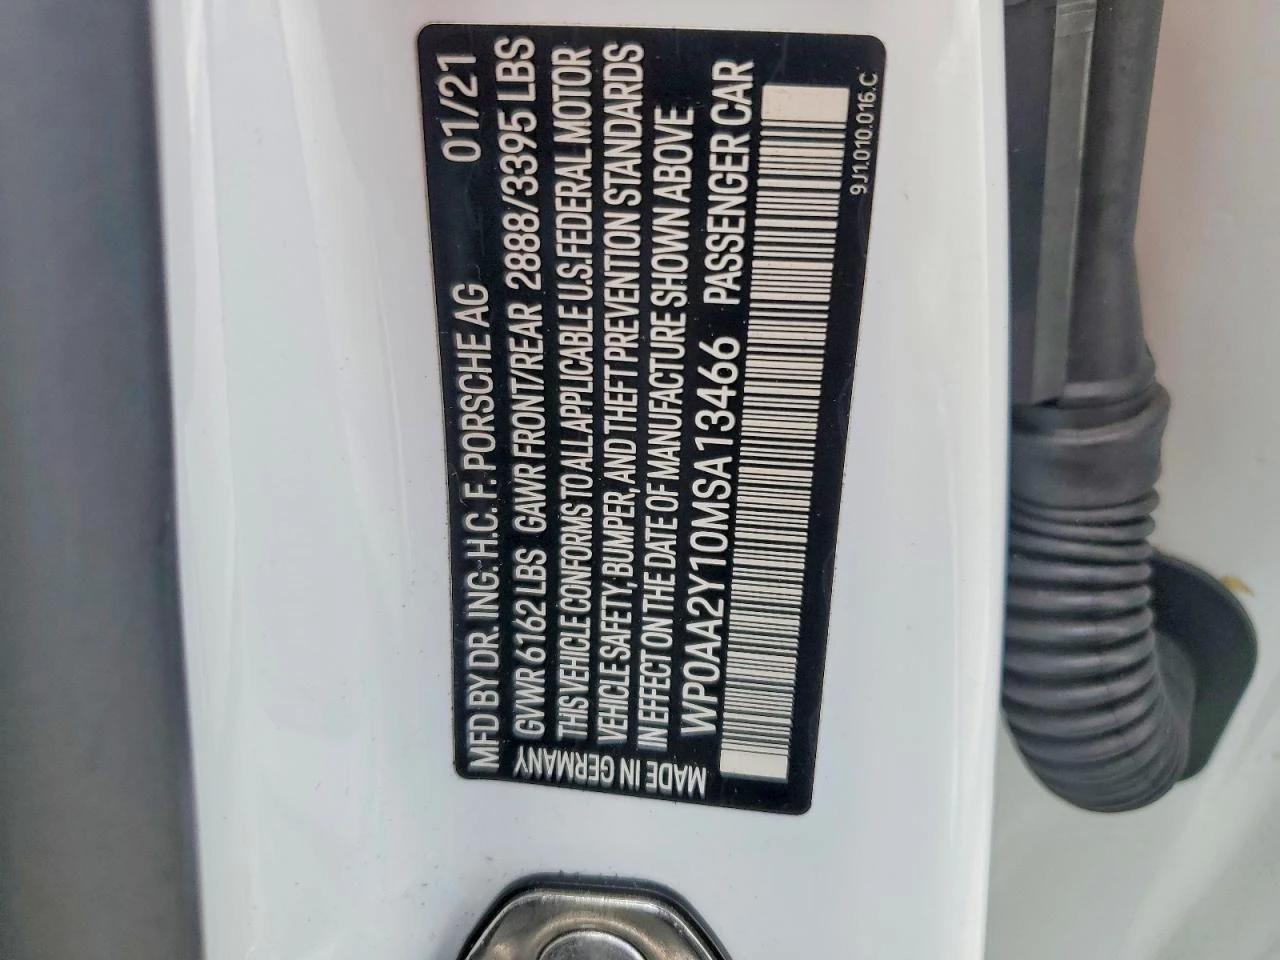 MFD BY DR. ING. H.C. F. PORSCHE AG 01/21
GVWR 6162 LBS GAWR FRONT/REAR 2888/3395 LBS
THIS VEHICLE CONFORMS TO ALL APPLICABLE U.S. FEDERAL MOTOR
VEHICLE SAFETY, BUMPER, AND THEFT PREVENTION STANDARDS
IN EFFECT ON THE DATE OF MANUFACTURE SHOWN ABOVE
WP0AA2Y10MSA13466 PASSENGER CAR
MADE IN GERMANY
9J1.010.016.C